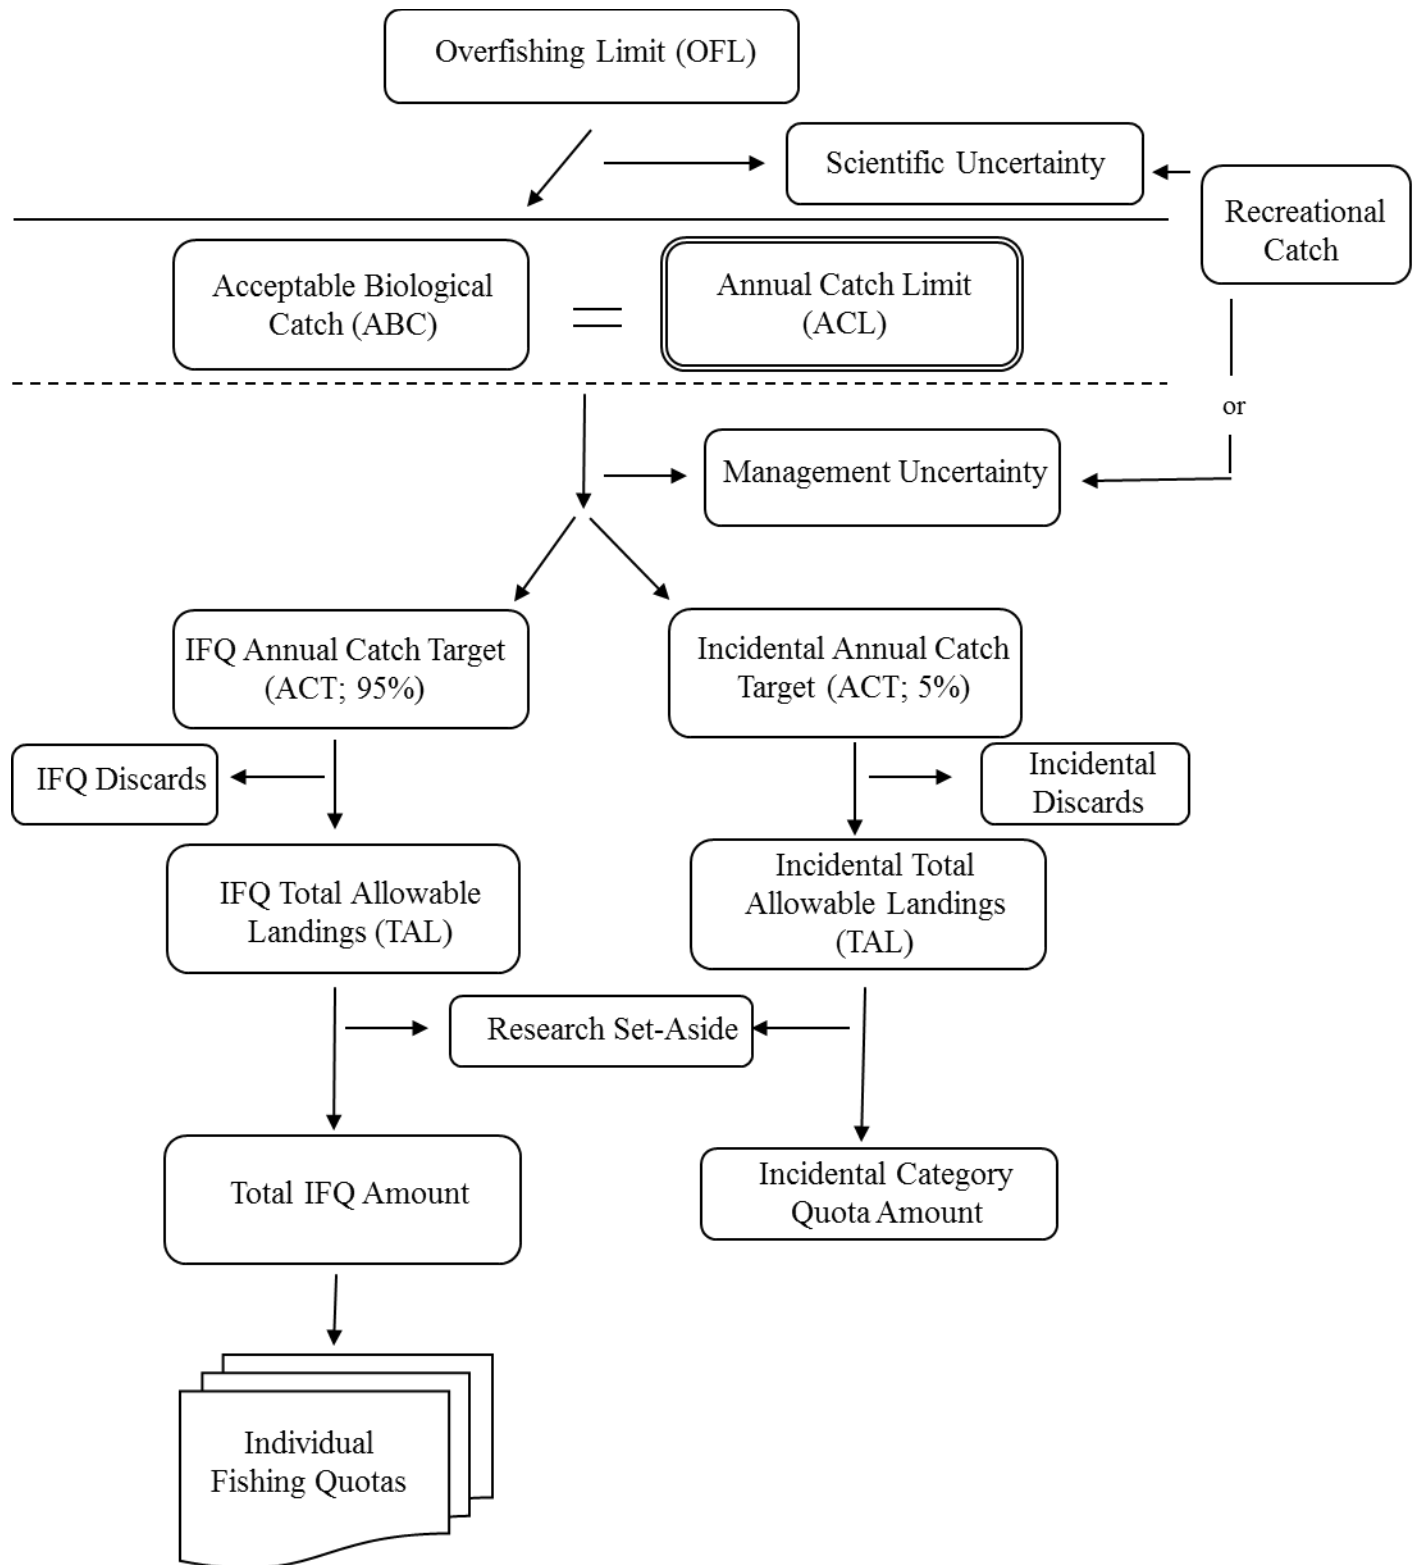 Overfishing Limit (OFL)
Scientific Uncertainty
Recreational
Catch
Acceptable Biological
Catch (ABC)
=
Annual Catch Limit
(ACL)
or
Management Uncertainty
IFQ Annual Catch Target
(ACT; 95%)
Incidental Annual Catch
Target (ACT; 5%)
IFQ Discards
Incidental
Discards
IFQ Total Allowable
Landings (TAL)
Incidental Total
Allowable Landings
(TAL)
Research Set-Aside
Total IFQ Amount
Incidental Category
Quota Amount
Individual
Fishing Quotas